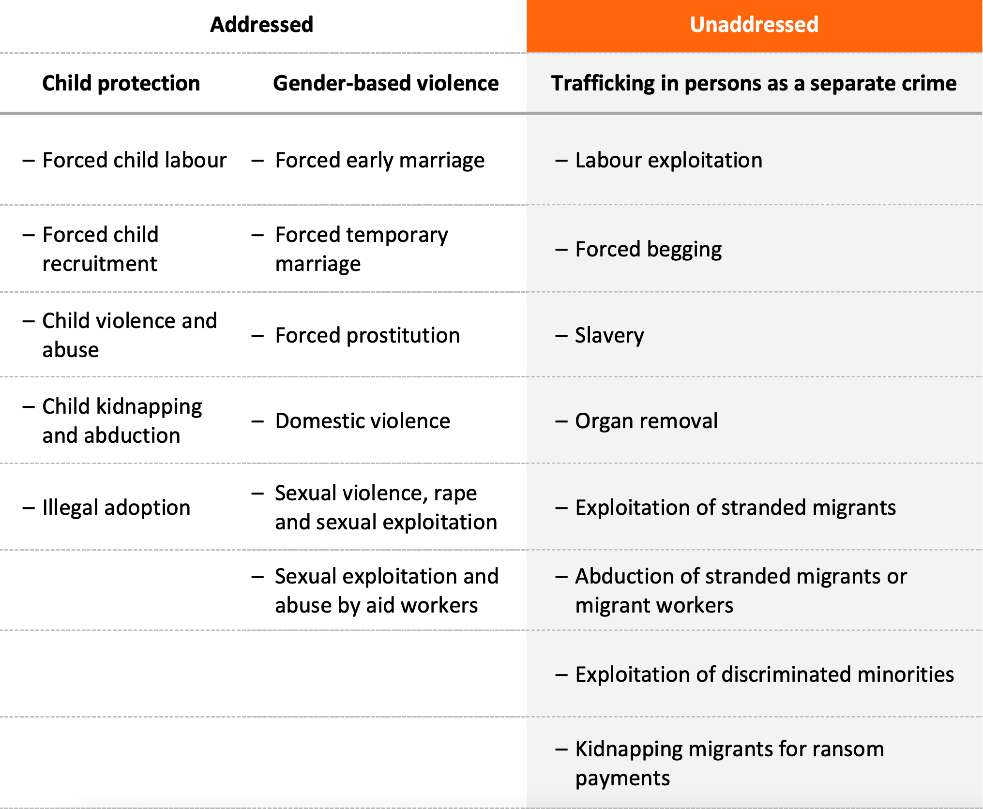 Addressed
Unaddressed
Child protection
Gender-based violence
Trafficking in persons as a separate crime
– Forced child labour
– Forced early marriage
– Labour exploitation
– Forced child
recruitment
– Forced temporary
marriage
– Forced begging
– Child violence and
abuse
– Forced prostitution
– Slavery
– Child kidnapping
and abduction
– Domestic violence
– Organ removal
– Illegal adoption
– Sexual violence, rape
and sexual exploitation
– Exploitation of stranded migrants
– Sexual exploitation and
abuse by aid workers
– Abduction of stranded migrants or
migrant workers
– Exploitation of discriminated minorities
– Kidnapping migrants for ransom
payments